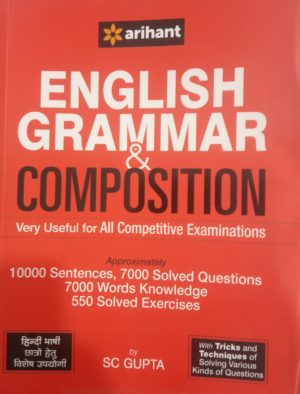 arihant
ENGLISH
GRAMMAR
&
COMPOSITION
Very Useful for All Competitive Examinations
Approximately
10000 Sentences, 7000 Solved Questions
7000 Words Knowledge
550 Solved Exercises
हिन्दी भाषी
छात्रों हेतु
विशेष उपयोगी
by
SC GUPTA
With Tricks and
Techniques of
Solving Various
Kinds of Questions